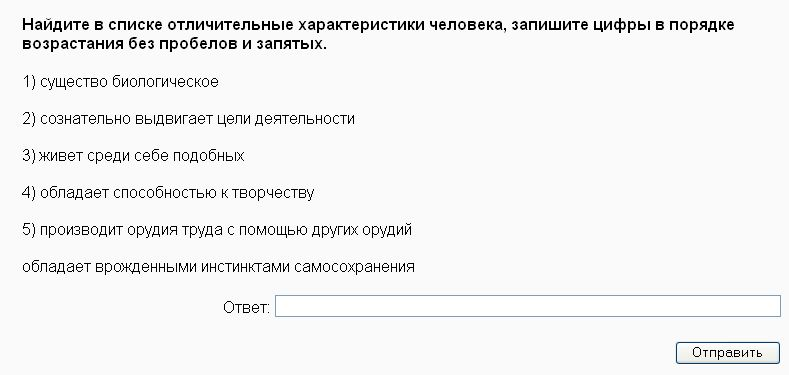 Найдите в списке отличительные характеристики человека, запишите цифры в порядке
возрастания без пробелов и запятых.
1) существо биологическое
2) сознательно выдвигает цели деятельности
3) живет среди себе подобных
4) обладает способностью к творчеству
5) производит орудия труда с помощью других орудий
обладает врожденными инстинктами самосохранения
Ответ:
Отправить